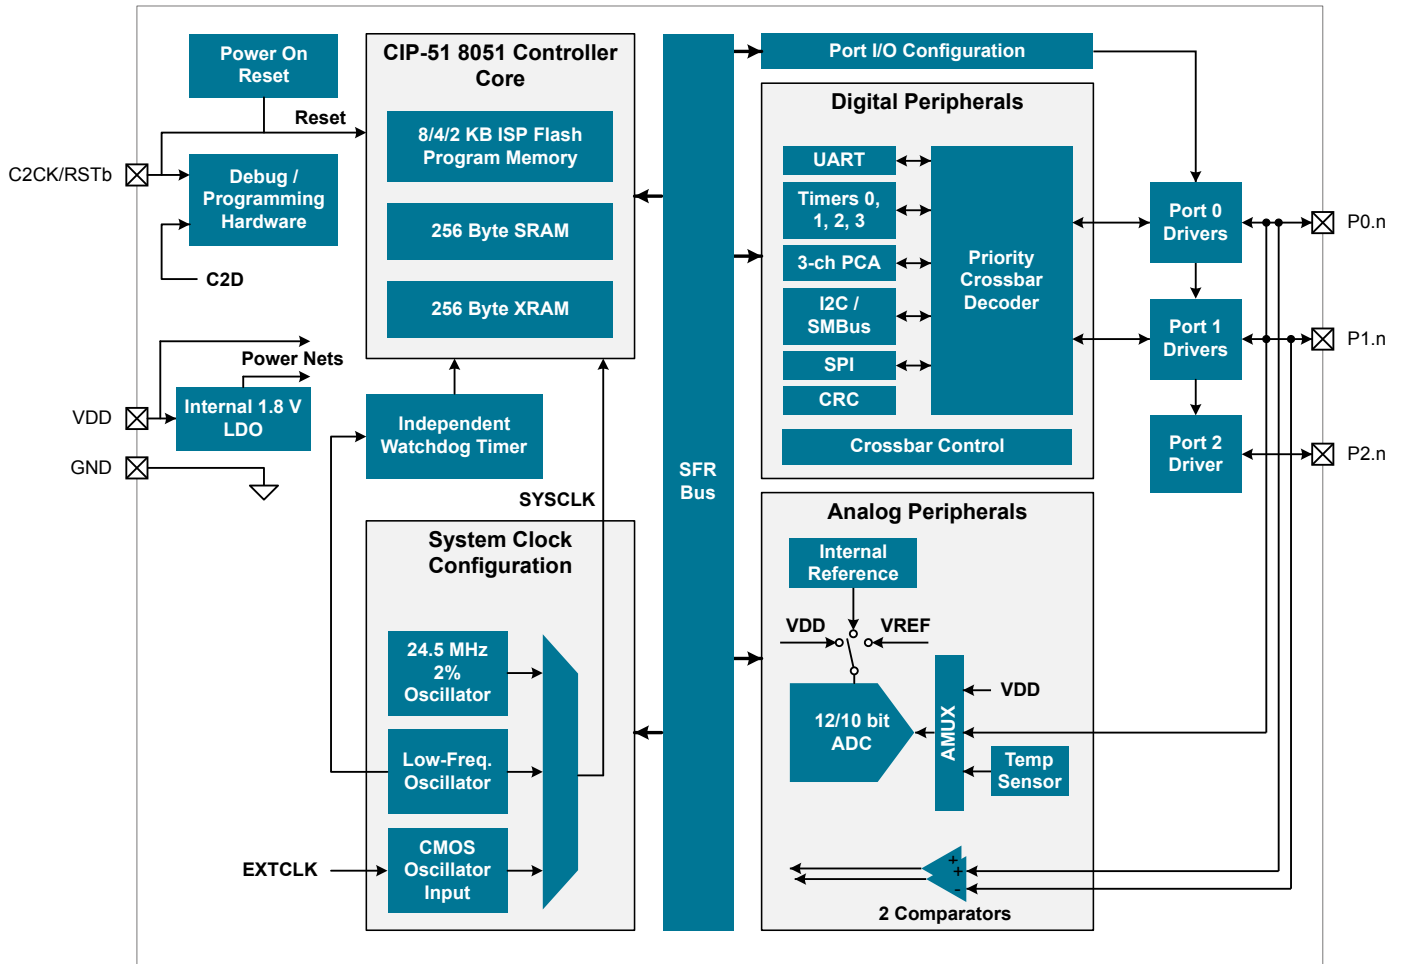 Power On
Reset
Reset
C2CK/RSTb
Debug /
Programming
Hardware
C2D
Power Nets
VDD
Internal 1.8 V
LDO
GND
CIP-51 8051 Controller
Core
8/4/2 KB ISP Flash
Program Memory
256 Byte SRAM
256 Byte XRAM
Independent
Watchdog Timer
SYSCLK
System Clock
Configuration
24.5 MHz
2%
Oscillator
Low-Freq.
Oscillator
EXTCLK
CMOS
Oscillator
Input
SFR
Bus
Port I/O Configuration
Digital Peripherals
UART
Timers 0,
1, 2, 3
3-ch PCA
I2C /
SMBus
SPI
CRC
Priority
Crossbar
Decoder
Crossbar Control
Port 0
Drivers
P0.n
Port 1
Drivers
P1.n
Port 2
Driver
P2.n
Analog Peripherals
Internal
Reference
VDD
VREF
12/10 bit
ADC
AMUX
VDD
Temp
Sensor
+
+
-
2 Comparators